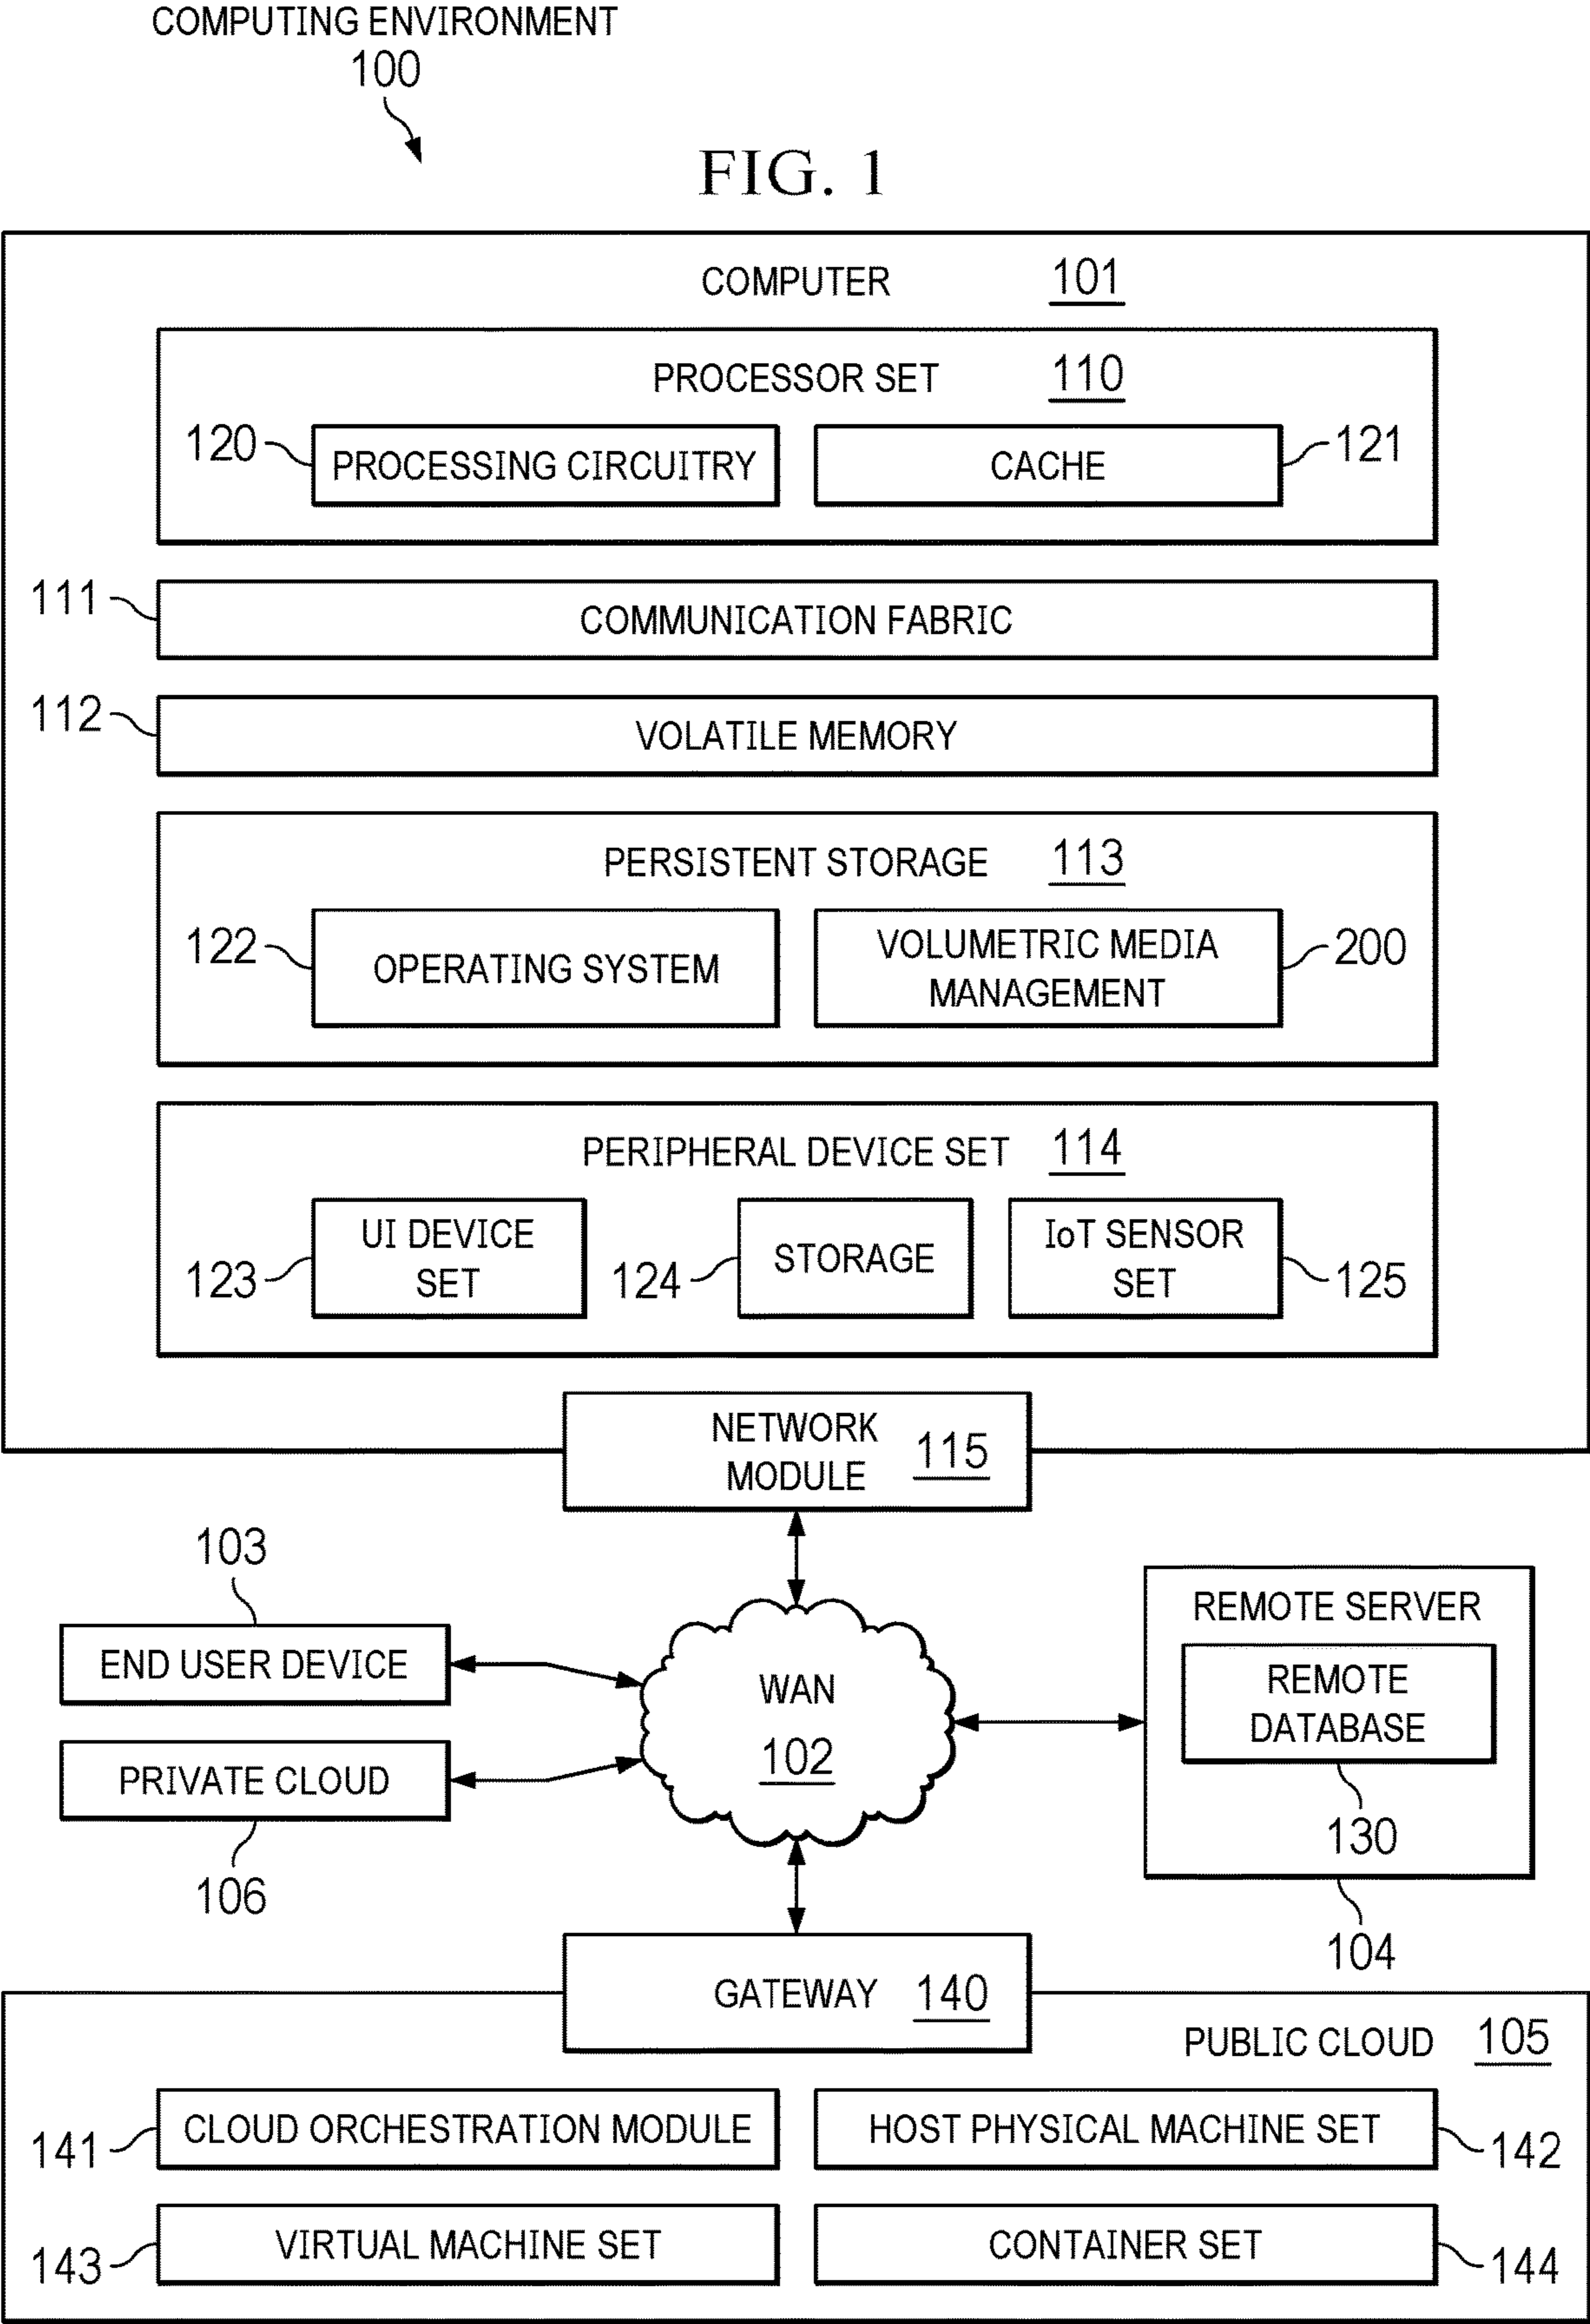 COMPUTING ENVIRONMENT
100
FIG. 1
COMPUTER 101
PROCESSOR SET 110
120 PROCESSING CIRCUITRY CACHE 121
111 COMMUNICATION FABRIC
112 VOLATILE MEMORY
PERSISTENT STORAGE 113
122 OPERATING SYSTEM
VOLUMETRIC MEDIA
MANAGEMENT
200
PERIPHERAL DEVICE SET 114
123
UI DEVICE
SET
124 STORAGE
IoT SENSOR
SET
125
NETWORK
MODULE
115
103
END USER DEVICE
PRIVATE CLOUD
106
WAN
102
REMOTE SERVER
REMOTE
DATABASE
130
104
GATEWAY 140
PUBLIC CLOUD 105
141 CLOUD ORCHESTRATION MODULE HOST PHYSICAL MACHINE SET 142
143 VIRTUAL MACHINE SET CONTAINER SET 144